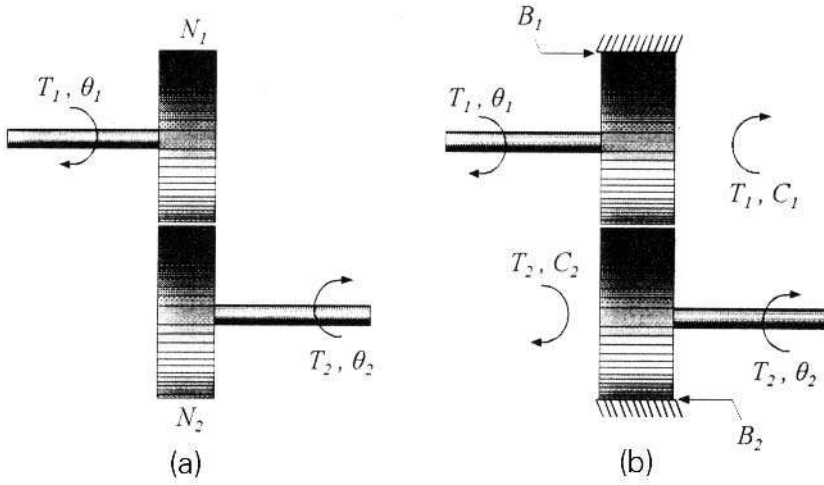 N₁
T₁, θ₁
T₂, θ₂
N₂
(a)
B₁
T₁, θ₁
T₁, C₁
T₂, C₂
T₂, θ₂
B₂
(b)